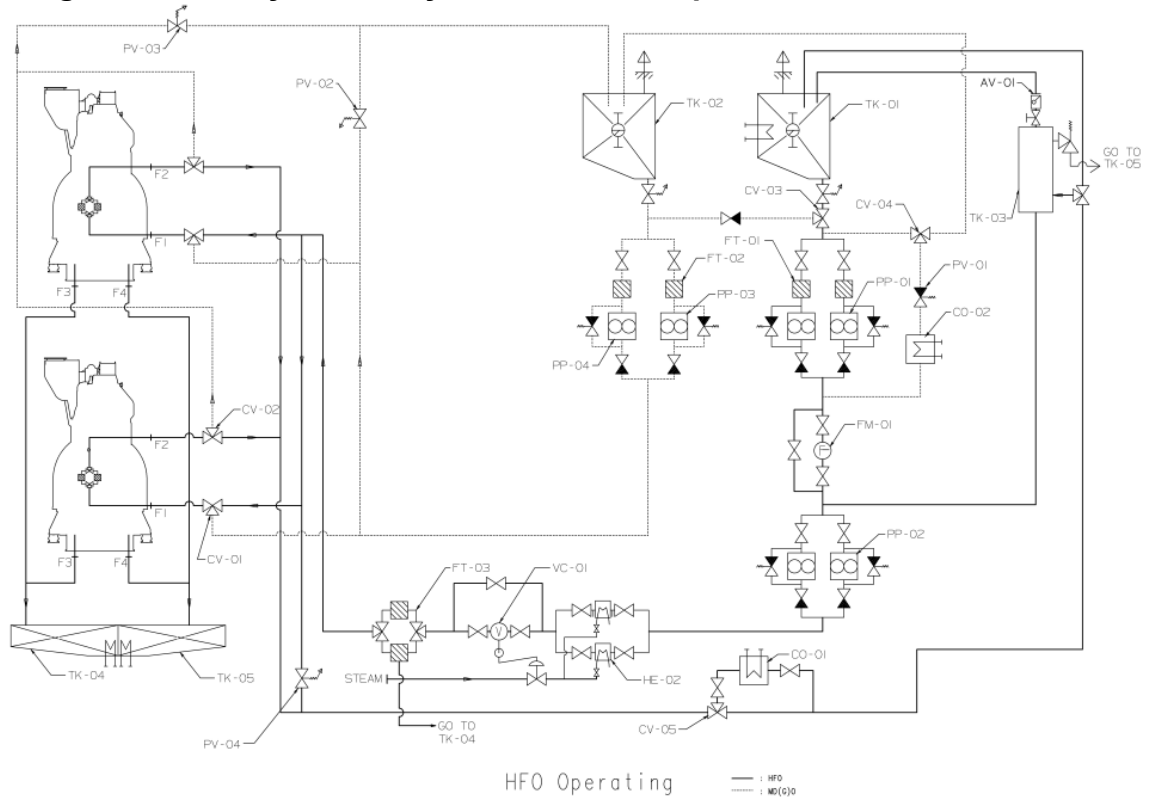 PV-03
PV-02
TK-02
TK-01
AV-01
GO TO
TK-05
F2
CV-03
CV-04
TK-03
F1
FT-01
FT-02
PV-01
PP-01
PP-03
CO-02
F3
F4
PP-04
CV-02
FM-01
F2
F1
PP-02
F3
F4
CV-01
FT-03
VC-01
V
CO-01
M M
STEAM
HE-02
TK-04
TK-05
GO TO
TK-04
CV-05
PV-04
HFO Operating
: HFO
: MD(G)O